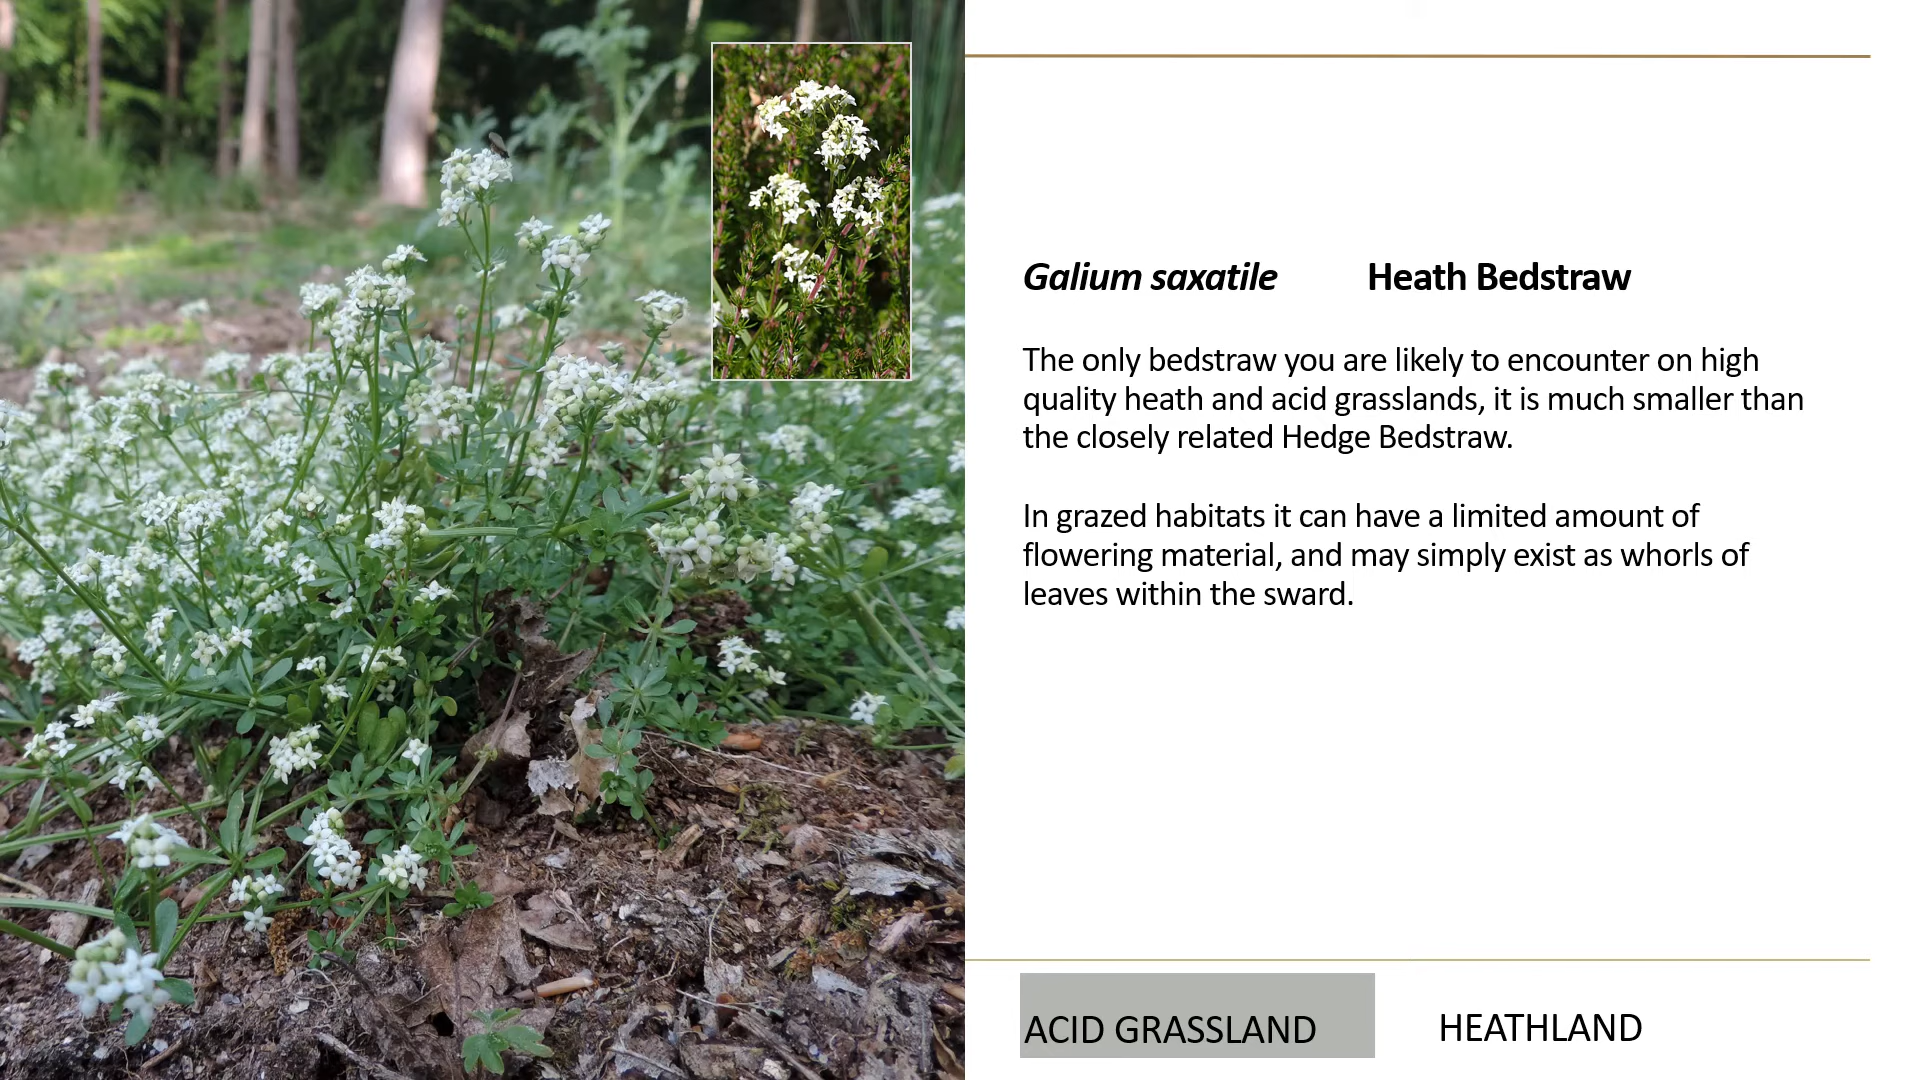 Galium saxatile Heath Bedstraw
The only bedstraw you are likely to encounter on high
quality heath and acid grasslands, it is much smaller than
the closely related Hedge Bedstraw.
In grazed habitats it can have a limited amount of
flowering material, and may simply exist as whorls of
leaves within the sward.
ACID GRASSLAND HEATHLAND